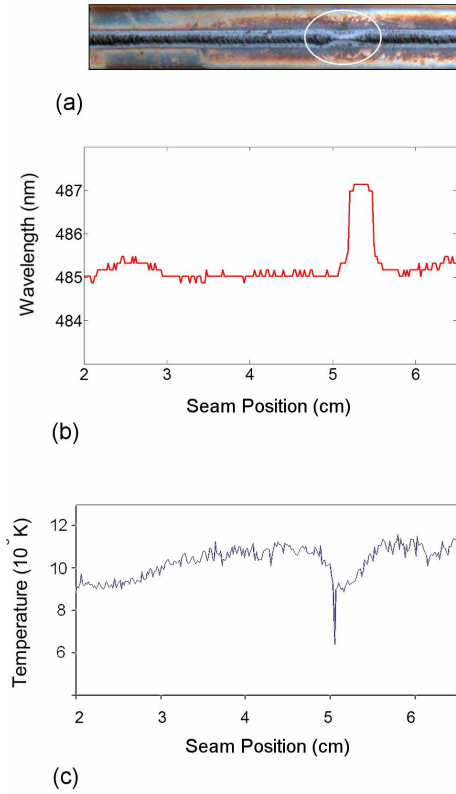 (a)
Wavelength (nm)
487
486
485
484
2 3 4 5 6
Seam Position (cm)
(b)
Temperature (10 K)
12
10
8
6
2 3 4 5 6
Seam Position (cm)
(c)